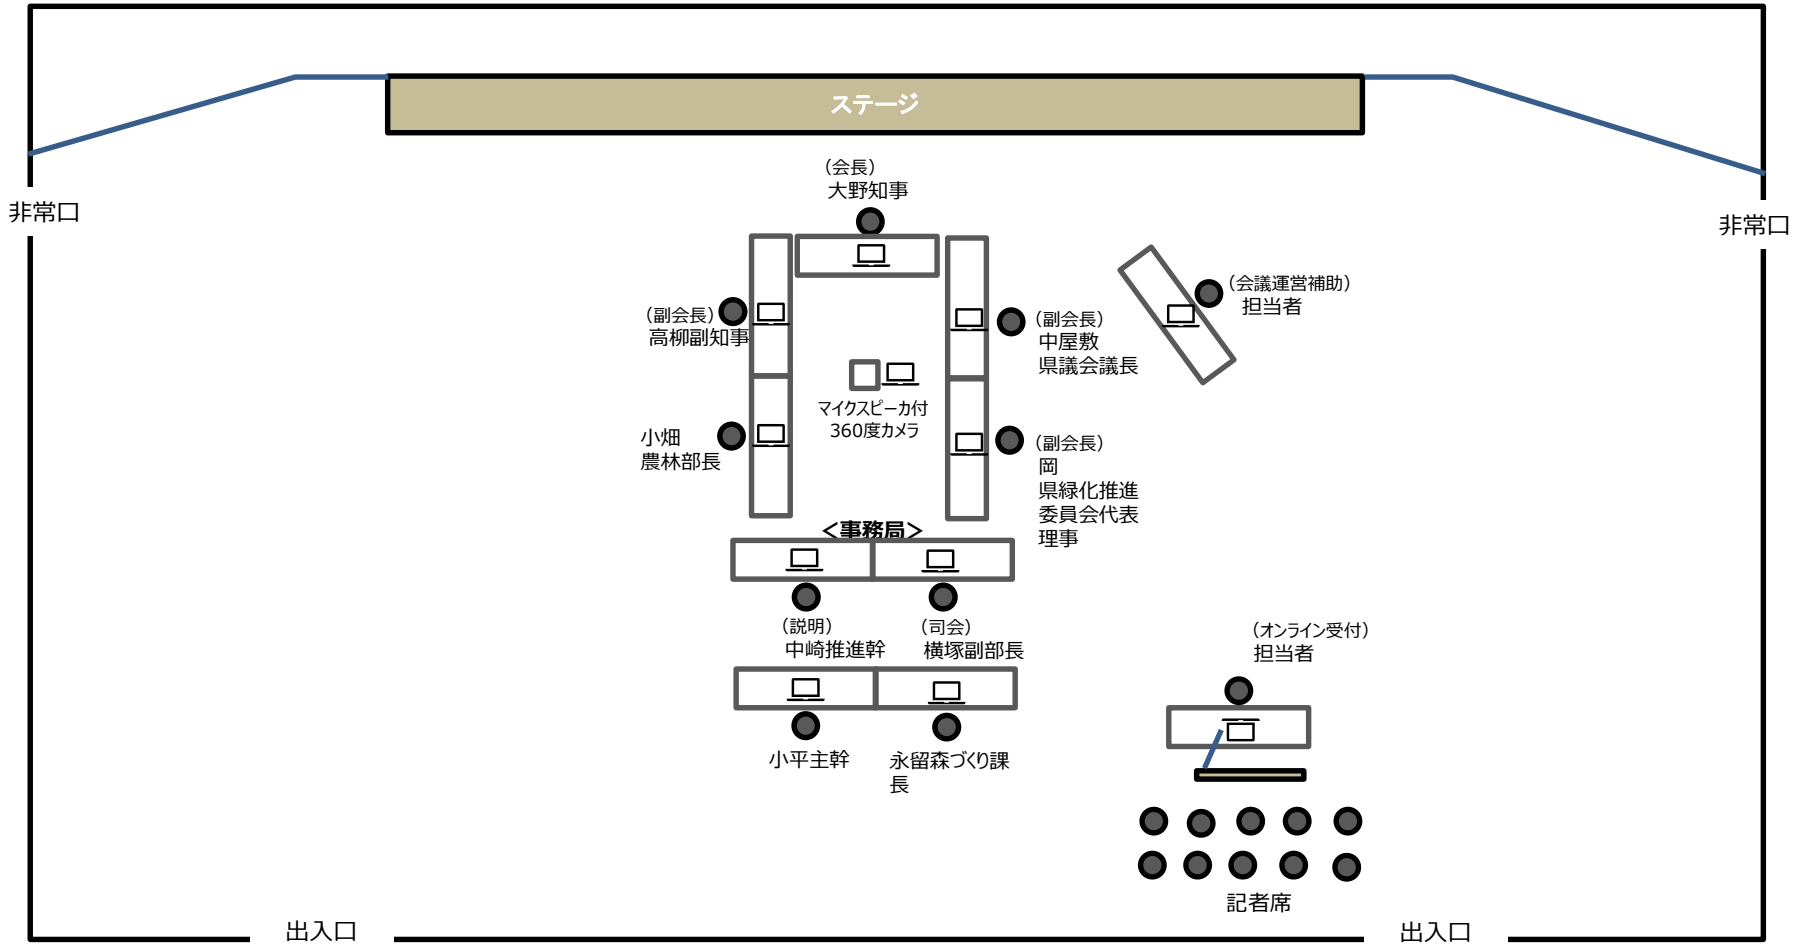 ステージ
(会長)
大野知事
非常口
非常口
(会議運営補助)
担当者
(副会長)
高柳副知事
(副会長)
中屋敷
県議会議長
マイクスピーカ付
360度カメラ
小畑
農林部長
(副会長)
岡
県緑化推進
委員会代表
理事
<事務局>
(説明)
中崎推進幹
(司会)
横塚副部長
(オンライン受付)
担当者
小平主幹
永留森づくり課
長
記者席
出入口
出入口